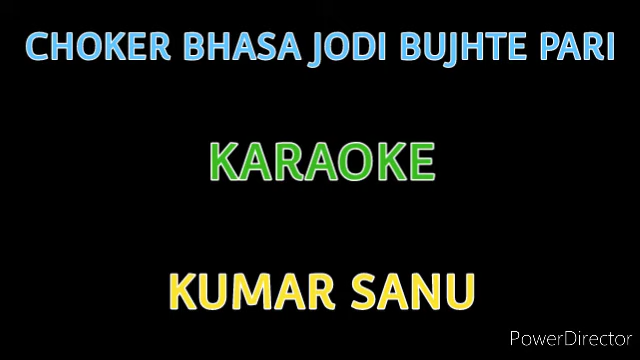 CHOKER BHASA JODI BUJHTE PARI
KARAOKE
KUMAR SANU
PowerDirector